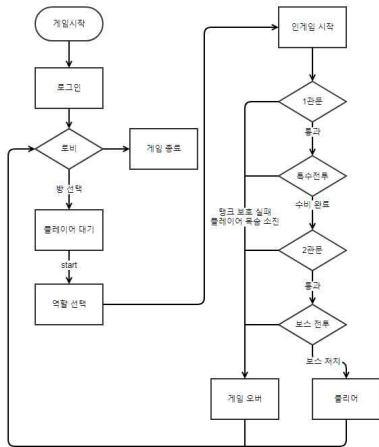 게임시작
로그인
로비
게임 종료
방 선택
플레이어 대기
start
역할 선택
인게임 시작
1관문
통과
특수전투
수비 완료
탱크 보호 실패
플레이어 목숨 소진
2관문
통과
보스 전투
보스 저치
게임 오버
클리어